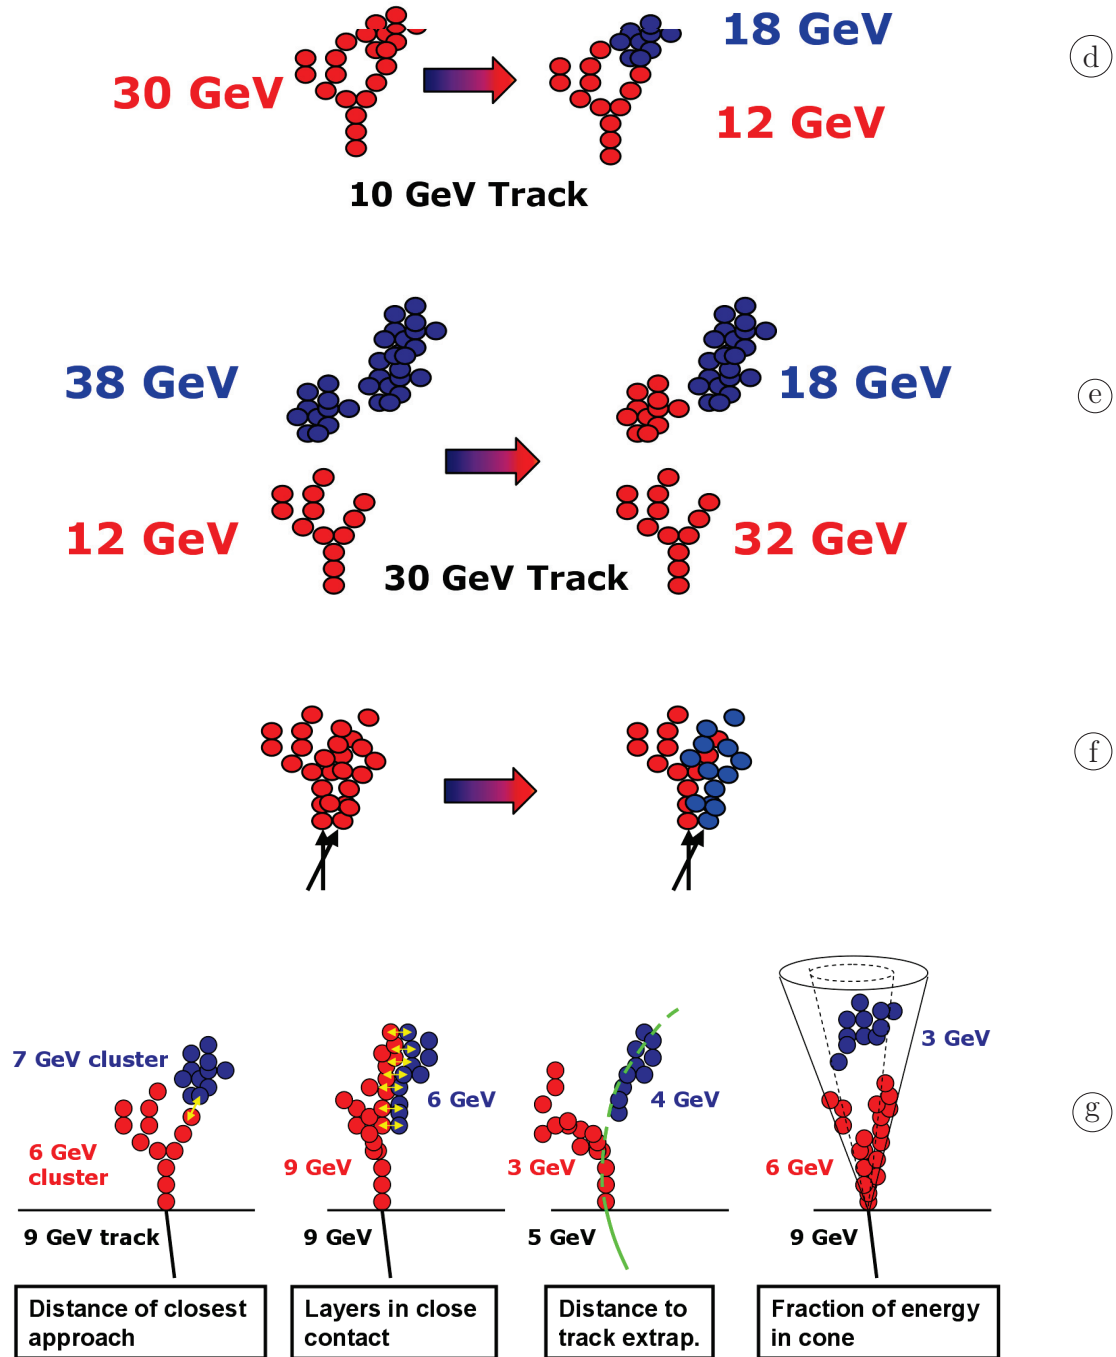 18 GeV
d
30 GeV
12 GeV
10 GeV Track
38 GeV
18 GeV
e
12 GeV
32 GeV
30 GeV Track
f
7 GeV cluster
6 GeV
cluster
9 GeV track
Distance of closest
approach
6 GeV
9 GeV
9 GeV
Layers in close
contact
4 GeV
3 GeV
5 GeV
Distance to
track extrap.
3 GeV
6 GeV
9 GeV
Fraction of energy
in cone
g